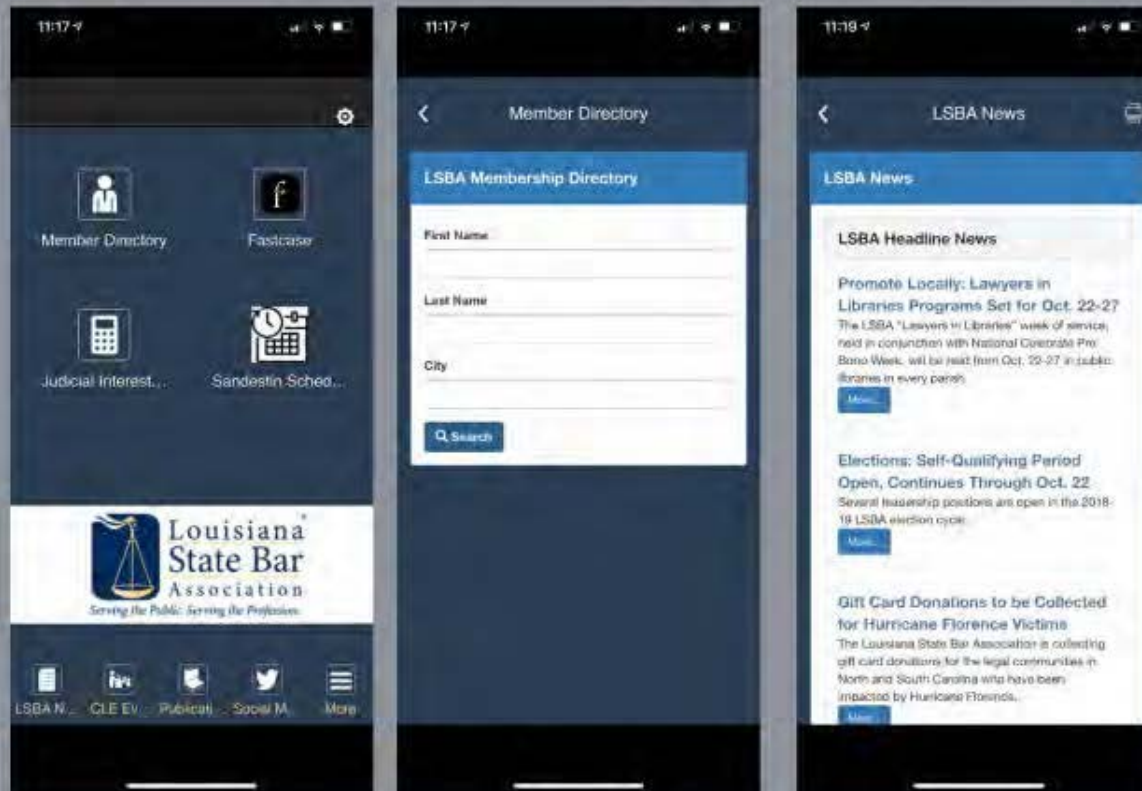 11:17
Member Directory
Fastcase
Judicial Interest...
Sandestin Sched...
Louisiana
State Bar
Association
Serving the Public. Serving the Profession.
LSBA N...
CLE Ev...
Publicati...
Social M...
More
11:17
Member Directory
LSBA Membership Directory
First Name
Last Name
City
Search
11:19
LSBA News
LSBA News
LSBA Headline News
Promote Locally: Lawyers in
Libraries Programs Set for Oct. 22-27
The LSBA "Lawyers in Libraries" week of service,
held in conjunction with National Celebrate Pro
Bono Week, will be held from Oct. 22-27 in public
libraries in every parish.
More...
Elections: Self-Qualifying Period
Open, Continues Through Oct. 22
Several leadership positions are open in the 2018-
19 LSBA election cycle.
More...
Gift Card Donations to be Collected
for Hurricane Florence Victims
The Louisiana State Bar Association is collecting
gift card donations for the legal communities in
North and South Carolina who have been
impacted by Hurricane Florence.
More...